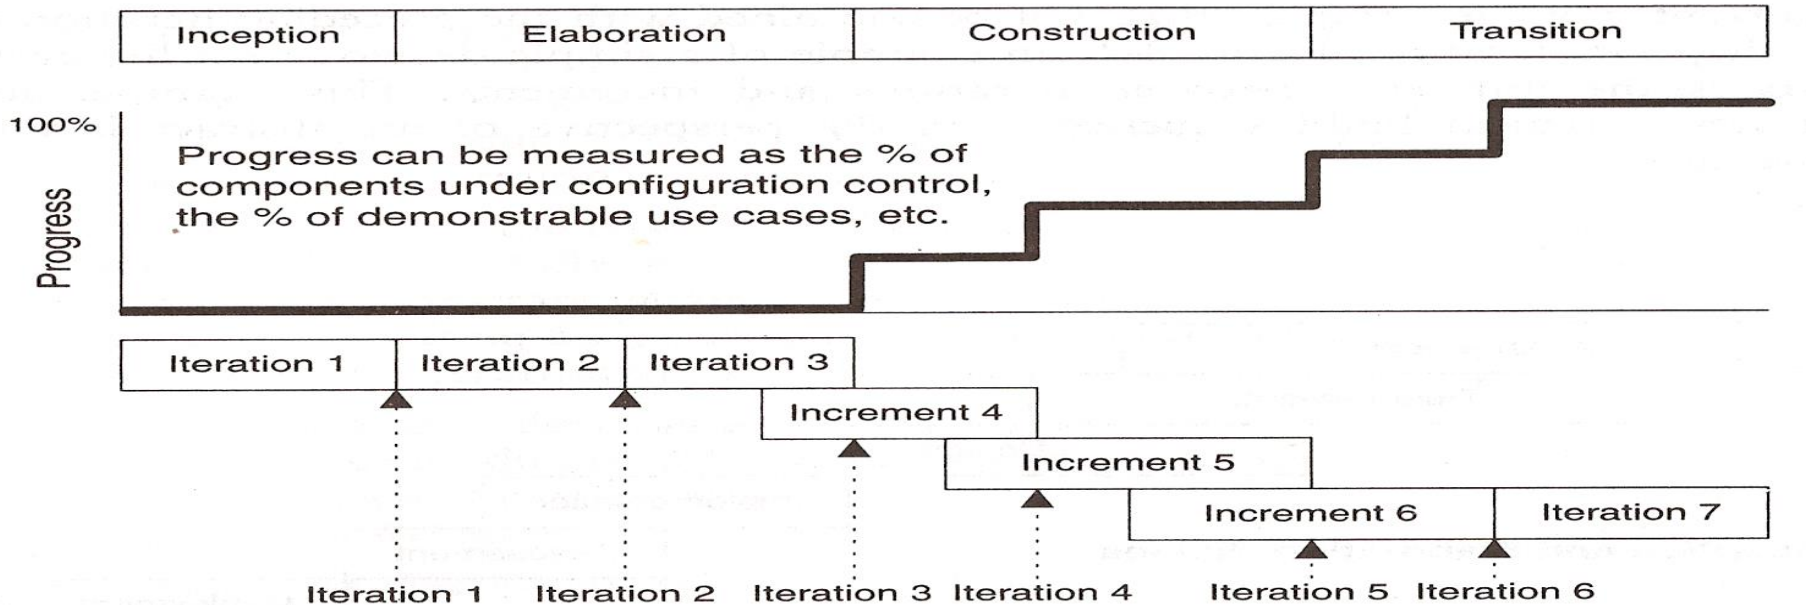 Inception Elaboration Construction Transition
100%
Progress can be measured as the % of
components under configuration control,
the % of demonstrable use cases, etc.
Progress
Iteration 1 Iteration 2 Iteration 3
Increment 4
Increment 5
Increment 6 Iteration 7
Iteration 1 Iteration 2 Iteration 3 Iteration 4 Iteration 5 Iteration 6